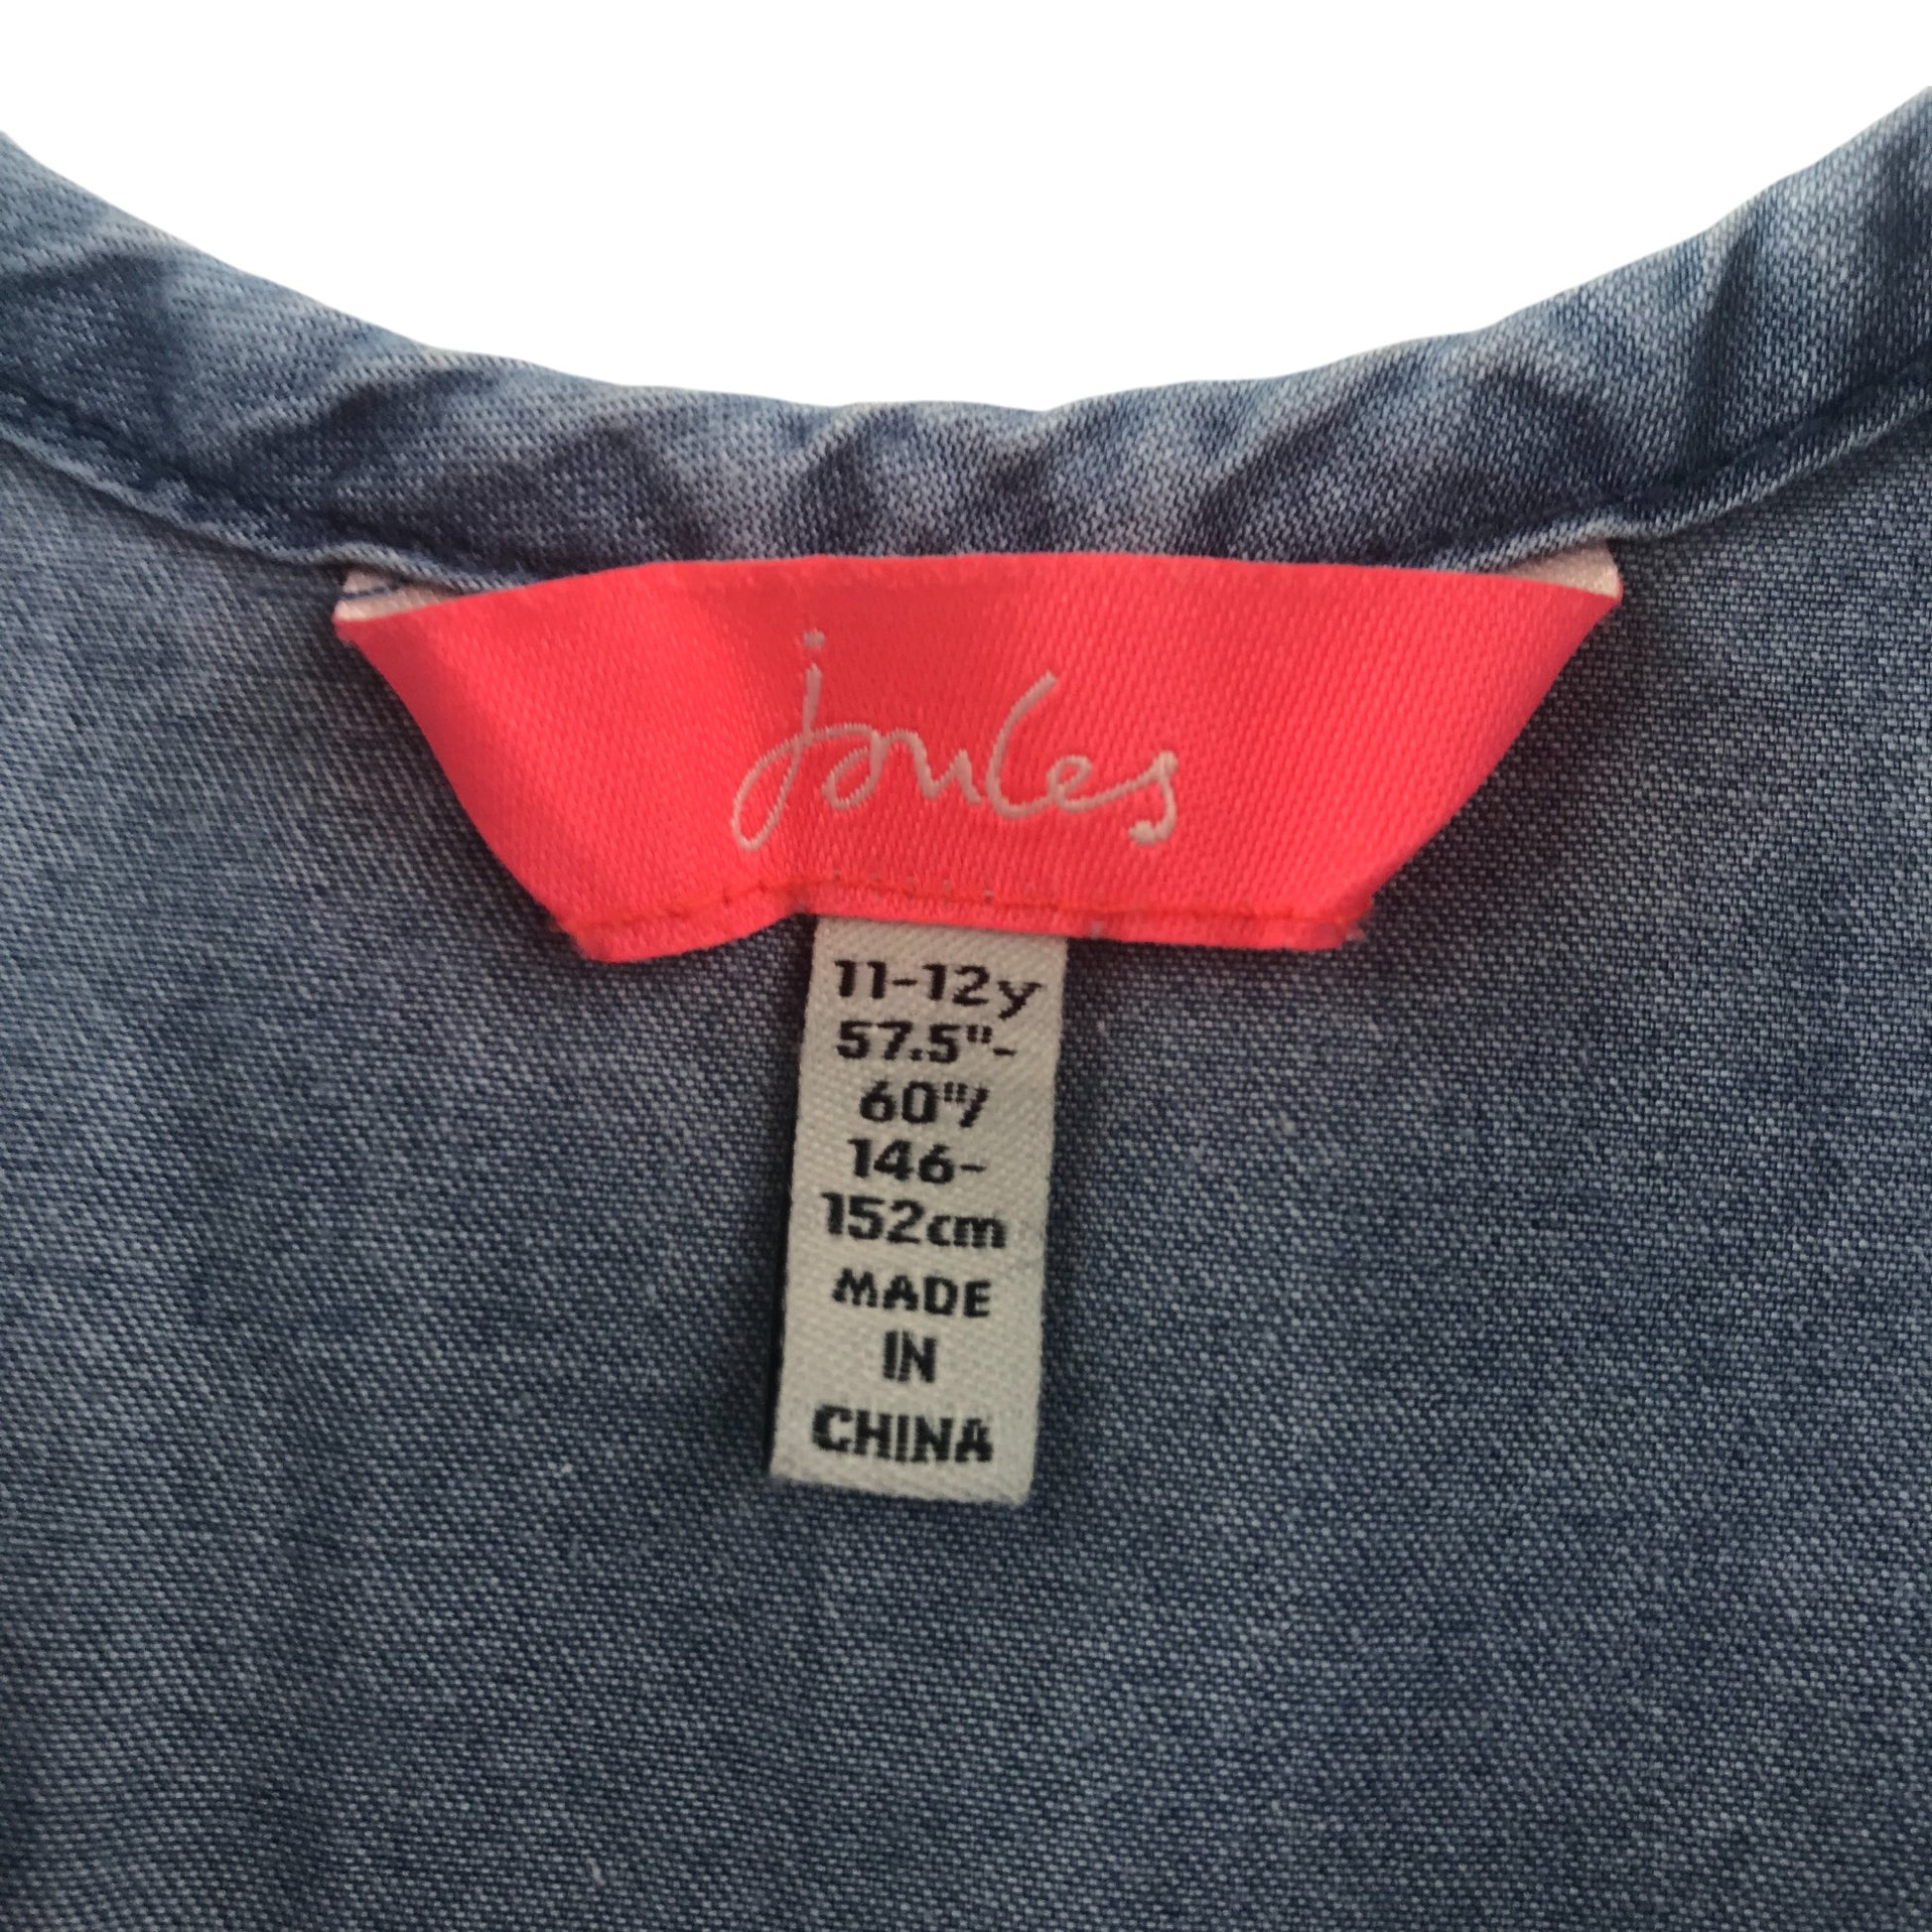 joules
11-12y
57.5"-
60"/
146-
152cm
MADE
IN
CHINA